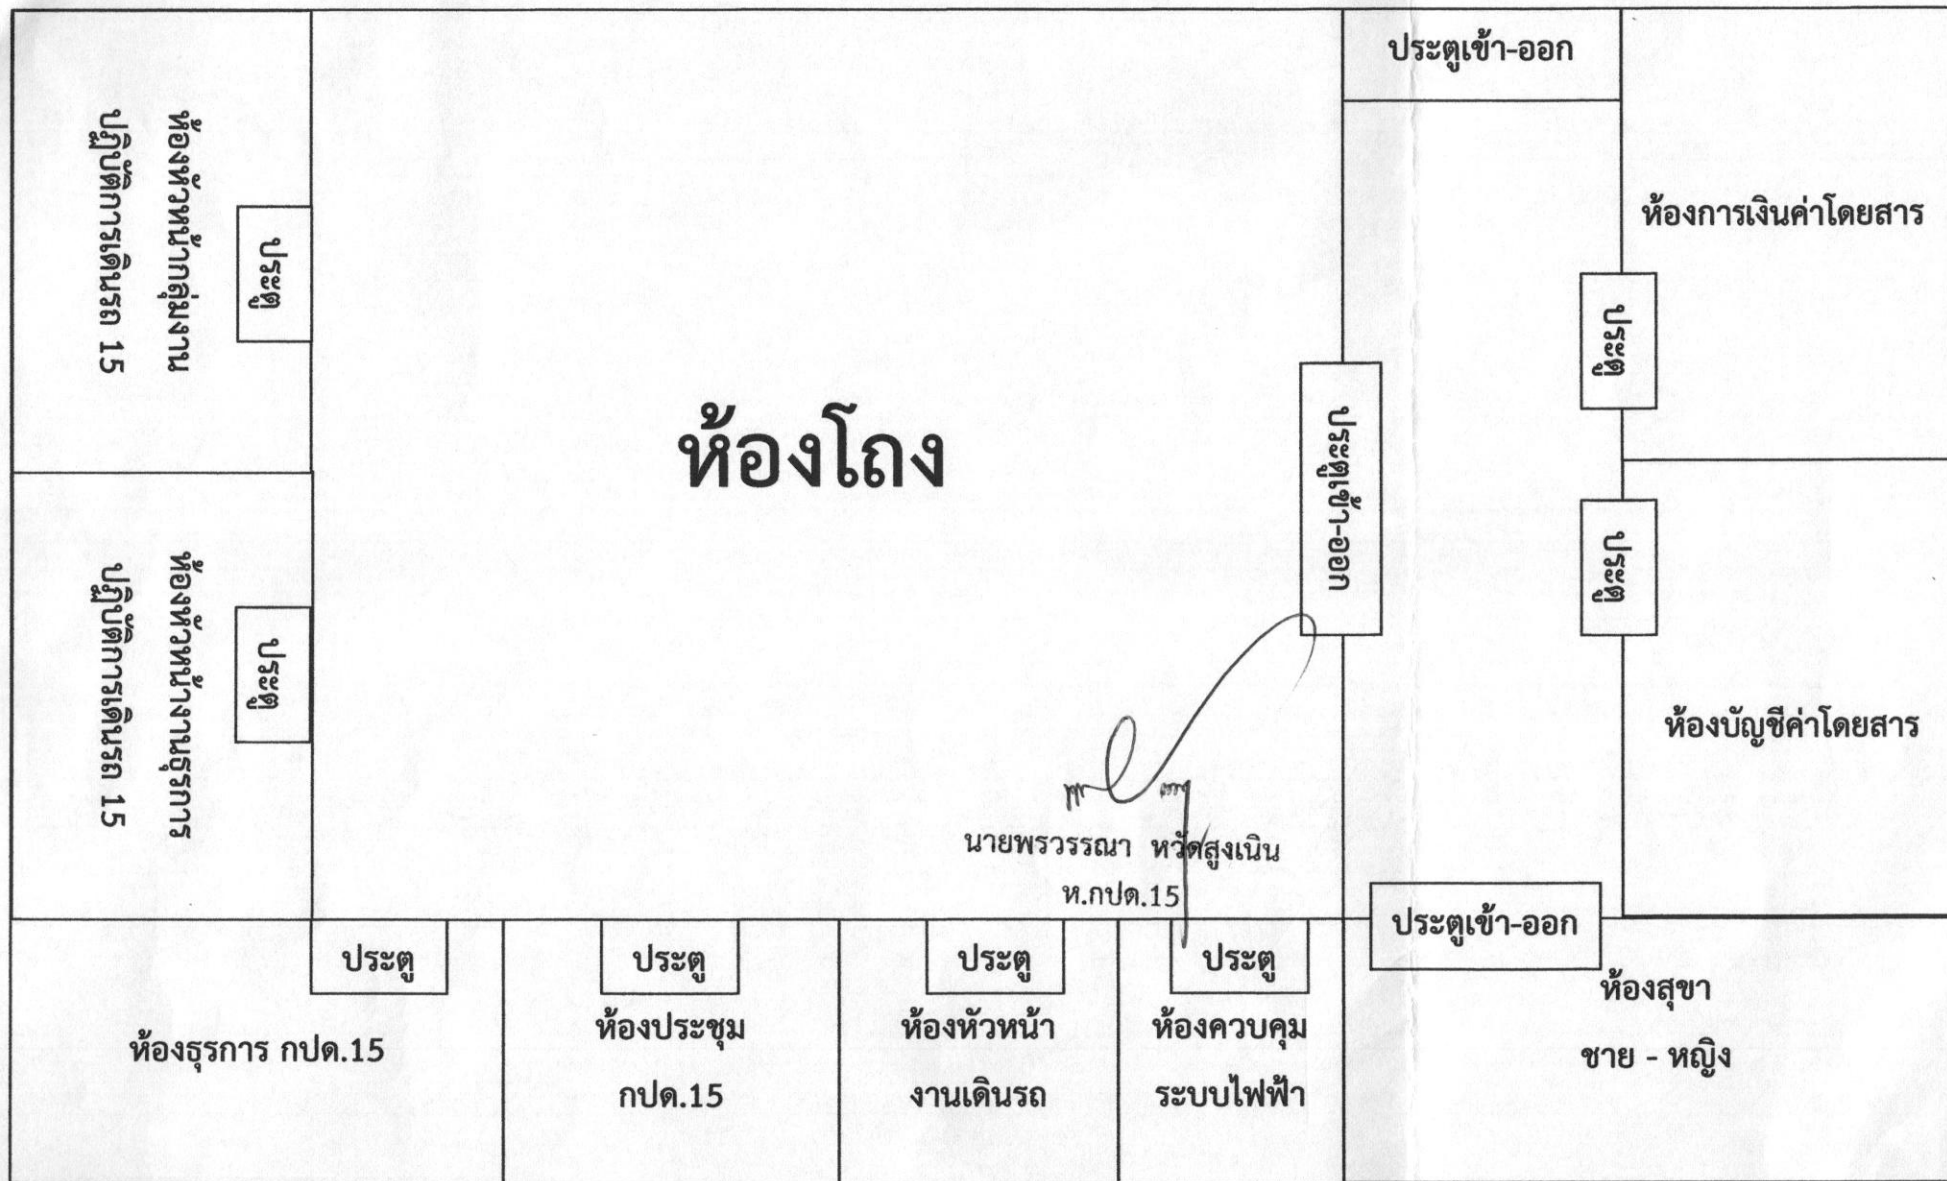 ประตูเข้า-ออก
ห้องหัวหน้ากลุ่มงาน
ปฏิบัติการเดินรถ 15
ประตู
ห้องการเงินค่าโดยสาร
ประตู
ห้องโถง
ประตูเข้า-ออก
ประตู
ห้องหัวหน้างานธุรการ
ปฏิบัติการเดินรถ 15
ประตู
ห้องบัญชีค่าโดยสาร
นายพรวรรณา หวัดสูงเนิน
ห.กปด.15
ประตูเข้า-ออก
ห้องสุขา
ชาย - หญิง
ประตู
ห้องธุรการ กปด.15
ประตู
ห้องประชุม
กปด.15
ประตู
ห้องหัวหน้า
งานเดินรถ
ประตู
ห้องควบคุม
ระบบไฟฟ้า